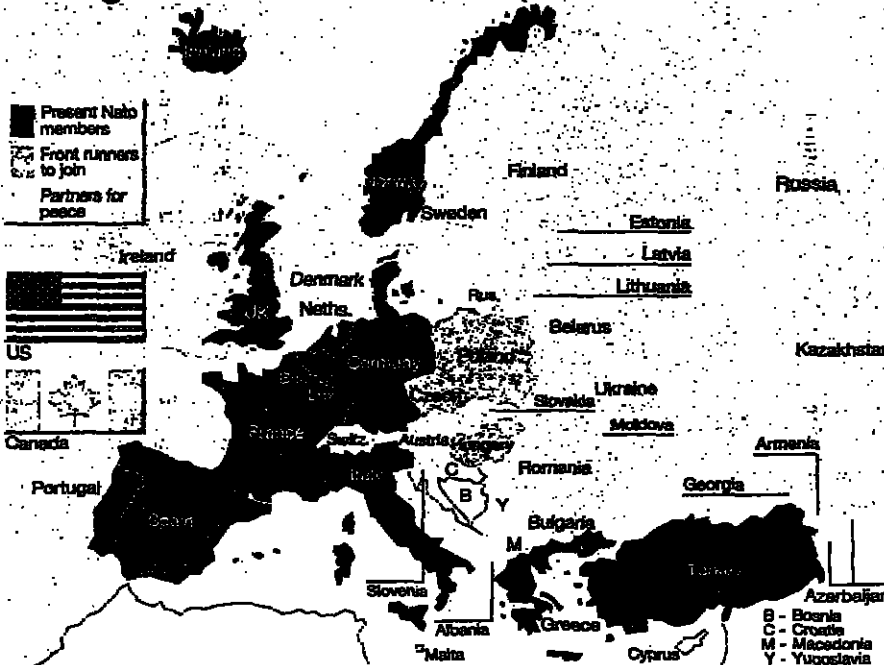 Present Nato
members
Front runners
to join
Partners for
peace
US
Canada
Norway
Finland
Russia
Sweden
Estonia
Latvia
Lithuania
Ireland
Denmark
UK
Neths.
Rus.
Belarus
Kazakhstan
Germany
Poland
Lux
Czech
Slovakia
Ukraine
Moldova
France
Switz.
Austria
Hungary
Romania
Armenia
Georgia
Portugal
Spain
Italy
C
B
Y
Bulgaria
M
Turkey
Slovenia
Albania
Greece
Malta
Cyprus
Azerbaijan
B - Bosnia
C - Croatia
M - Macedonia
Y - Yugoslavia